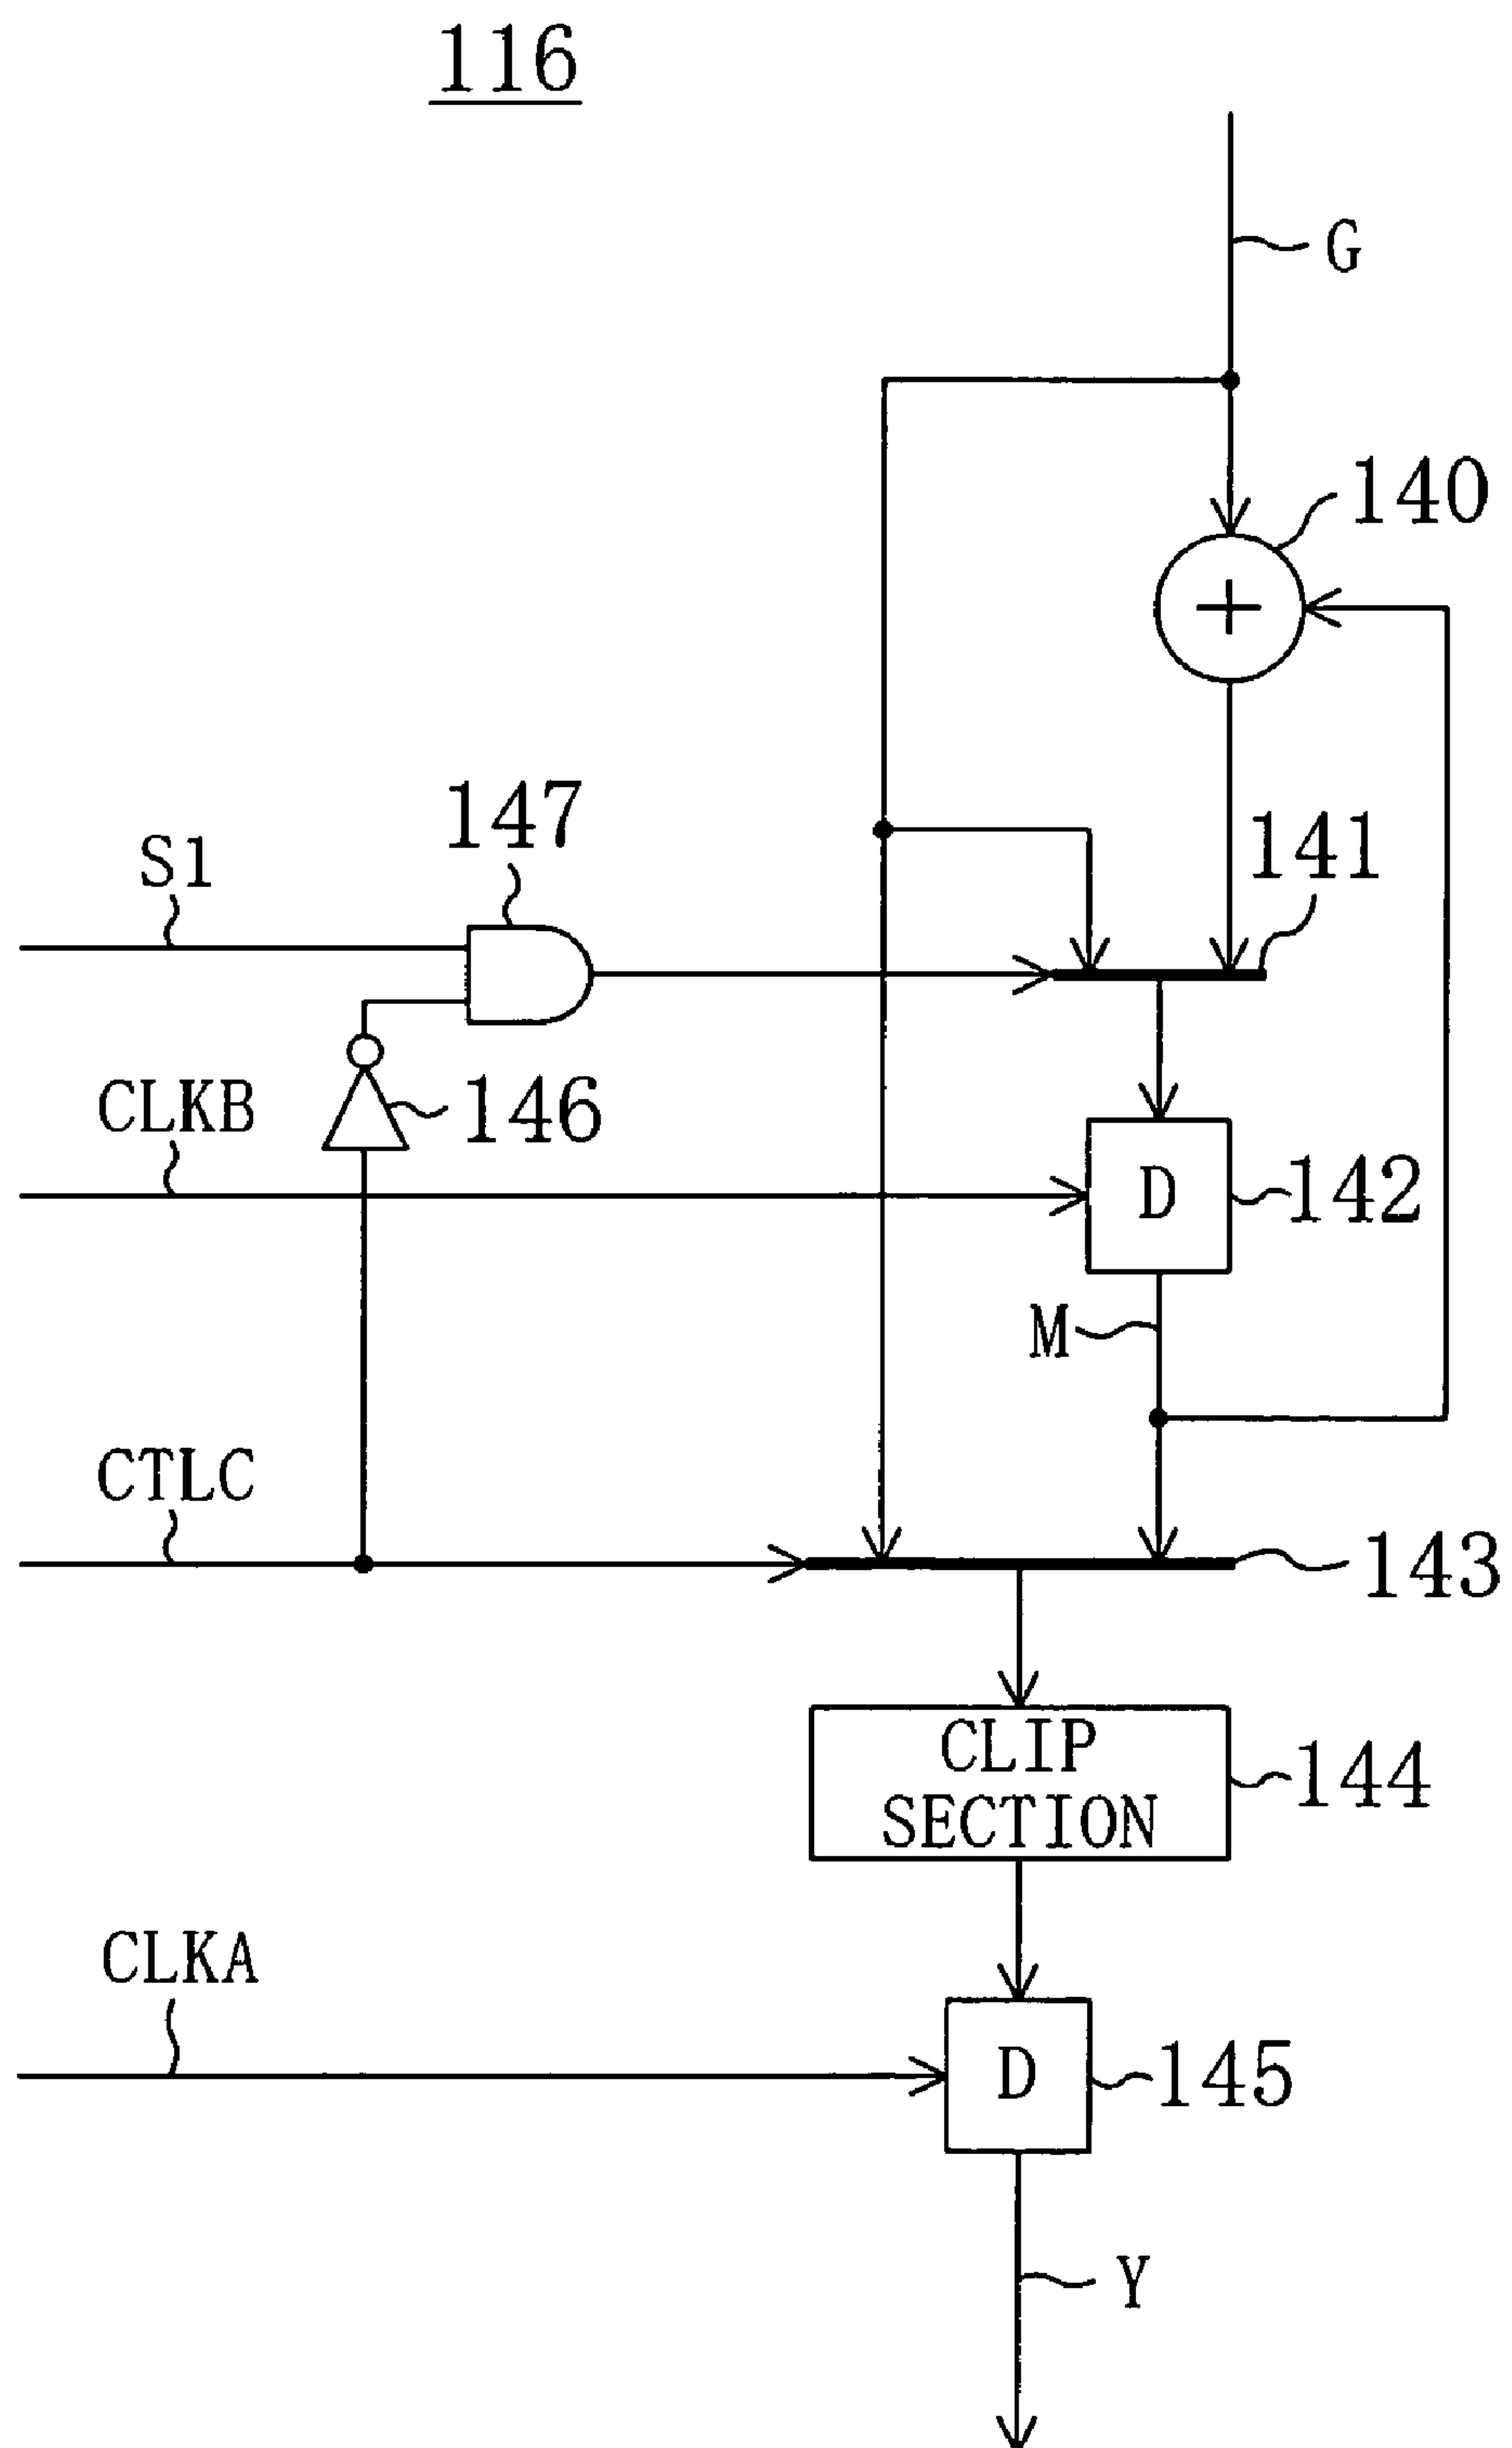 116
G
140
+
147
141
S1
CLKB
146
D
142
M
CTLC
143
CLIP
SECTION
144
CLKA
D
145
Y